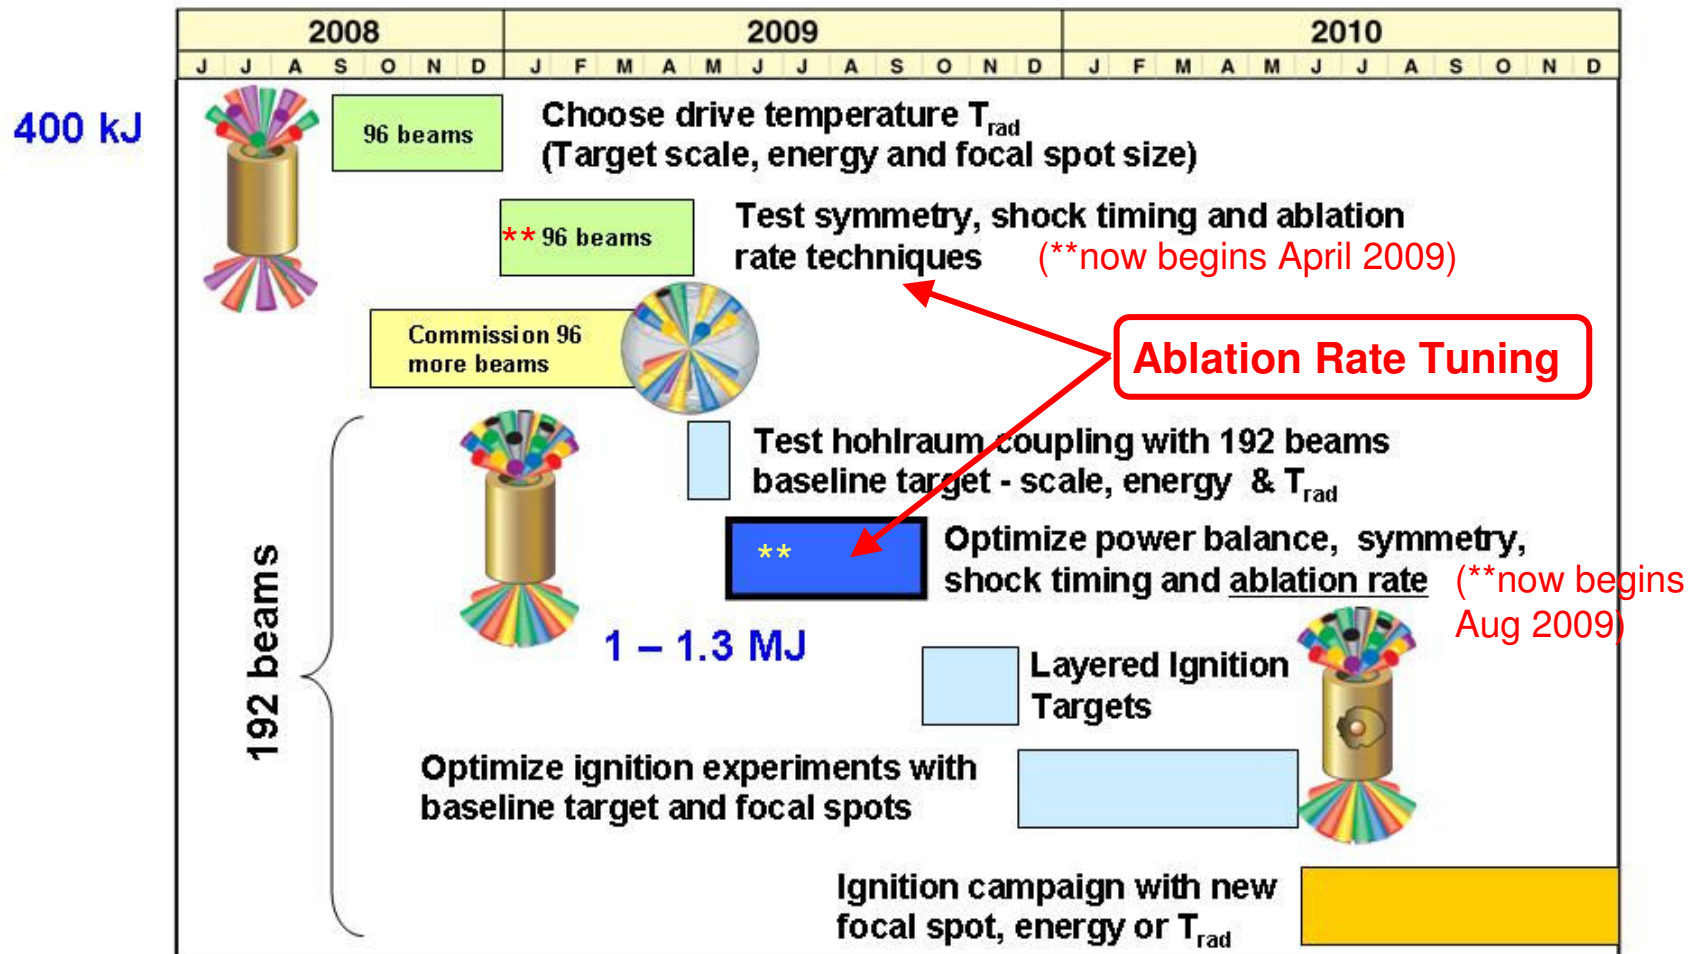 2008 2009 2010
J J A S O N D J F M A M J J A S O N D J F M A M J J A S O N D
400 kJ
96 beams
Choose drive temperature Trad
(Target scale, energy and focal spot size)
** 96 beams
Test symmetry, shock timing and ablation
rate techniques (**now begins April 2009)
Commission 96
more beams
Ablation Rate Tuning
Test hohlraum coupling with 192 beams
baseline target - scale, energy & Trad
**
Optimize power balance, symmetry,
shock timing and ablation rate (**now begins
Aug 2009)
1 – 1.3 MJ
192 beams
Layered Ignition
Targets
Optimize ignition experiments with
baseline target and focal spots
Ignition campaign with new
focal spot, energy or Trad